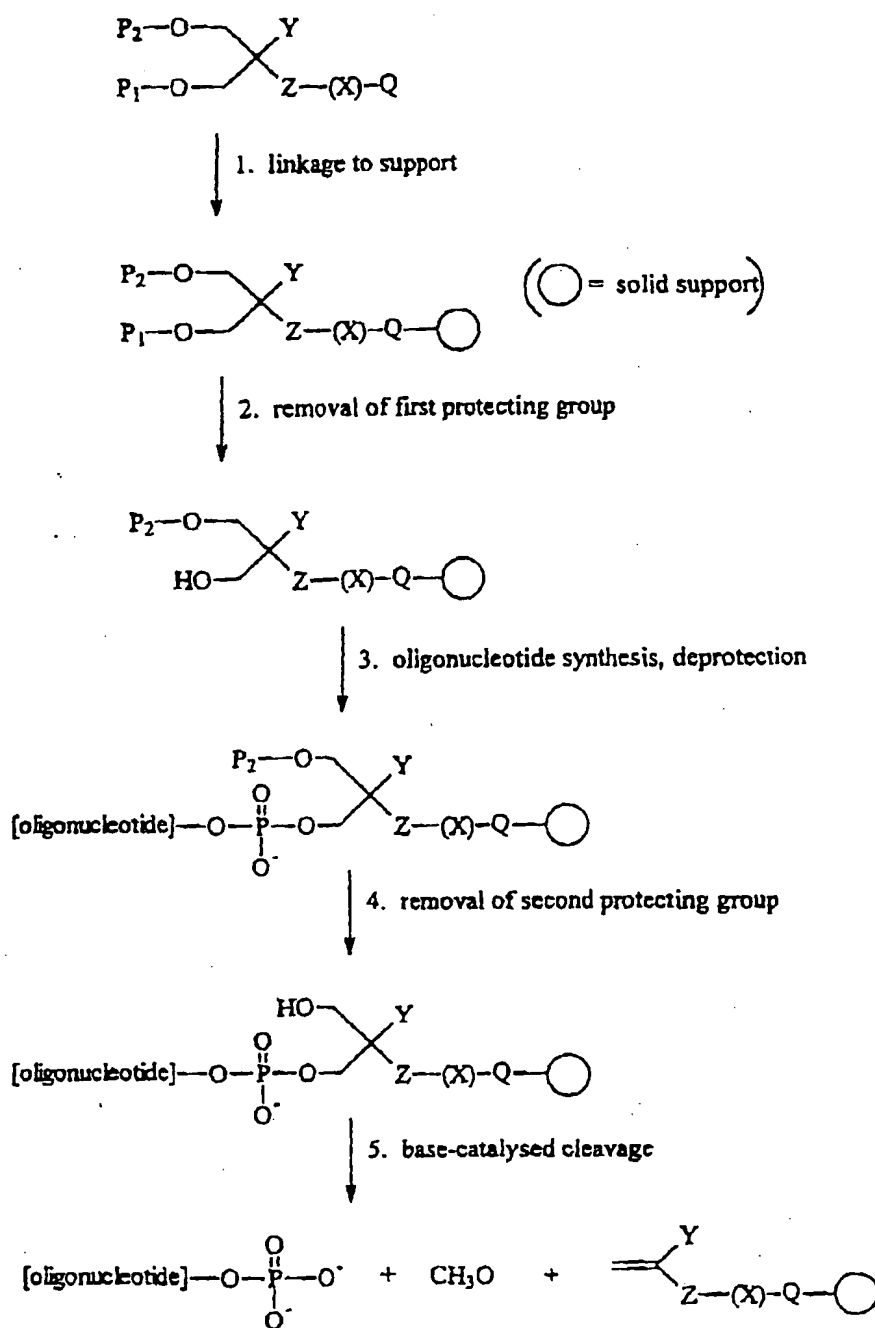 P₂—O Y
P₁—O Z—(X)–Q
1. linkage to support
P₂—O Y
(○ = solid support)
P₁—O Z—(X)–Q
2. removal of first protecting group
P₂—O Y
HO Z—(X)–Q
3. oligonucleotide synthesis, deprotection
P₂—O Y
O
[oligonucleotide]—O—P—O Z—(X)–Q
O⁻
4. removal of second protecting group
HO Y
O
[oligonucleotide]—O—P—O Z—(X)–Q
O⁻
5. base-catalysed cleavage
O Y
[oligonucleotide]—O—P—O⁻ + CH₃O +
O⁻ Z—(X)–Q